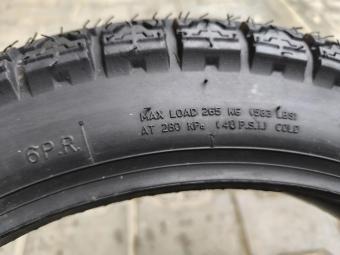 MAX LOAD 265 KG (583 LBS)
AT 280 KPa (40 P.S.I.) COLD
6P.R.